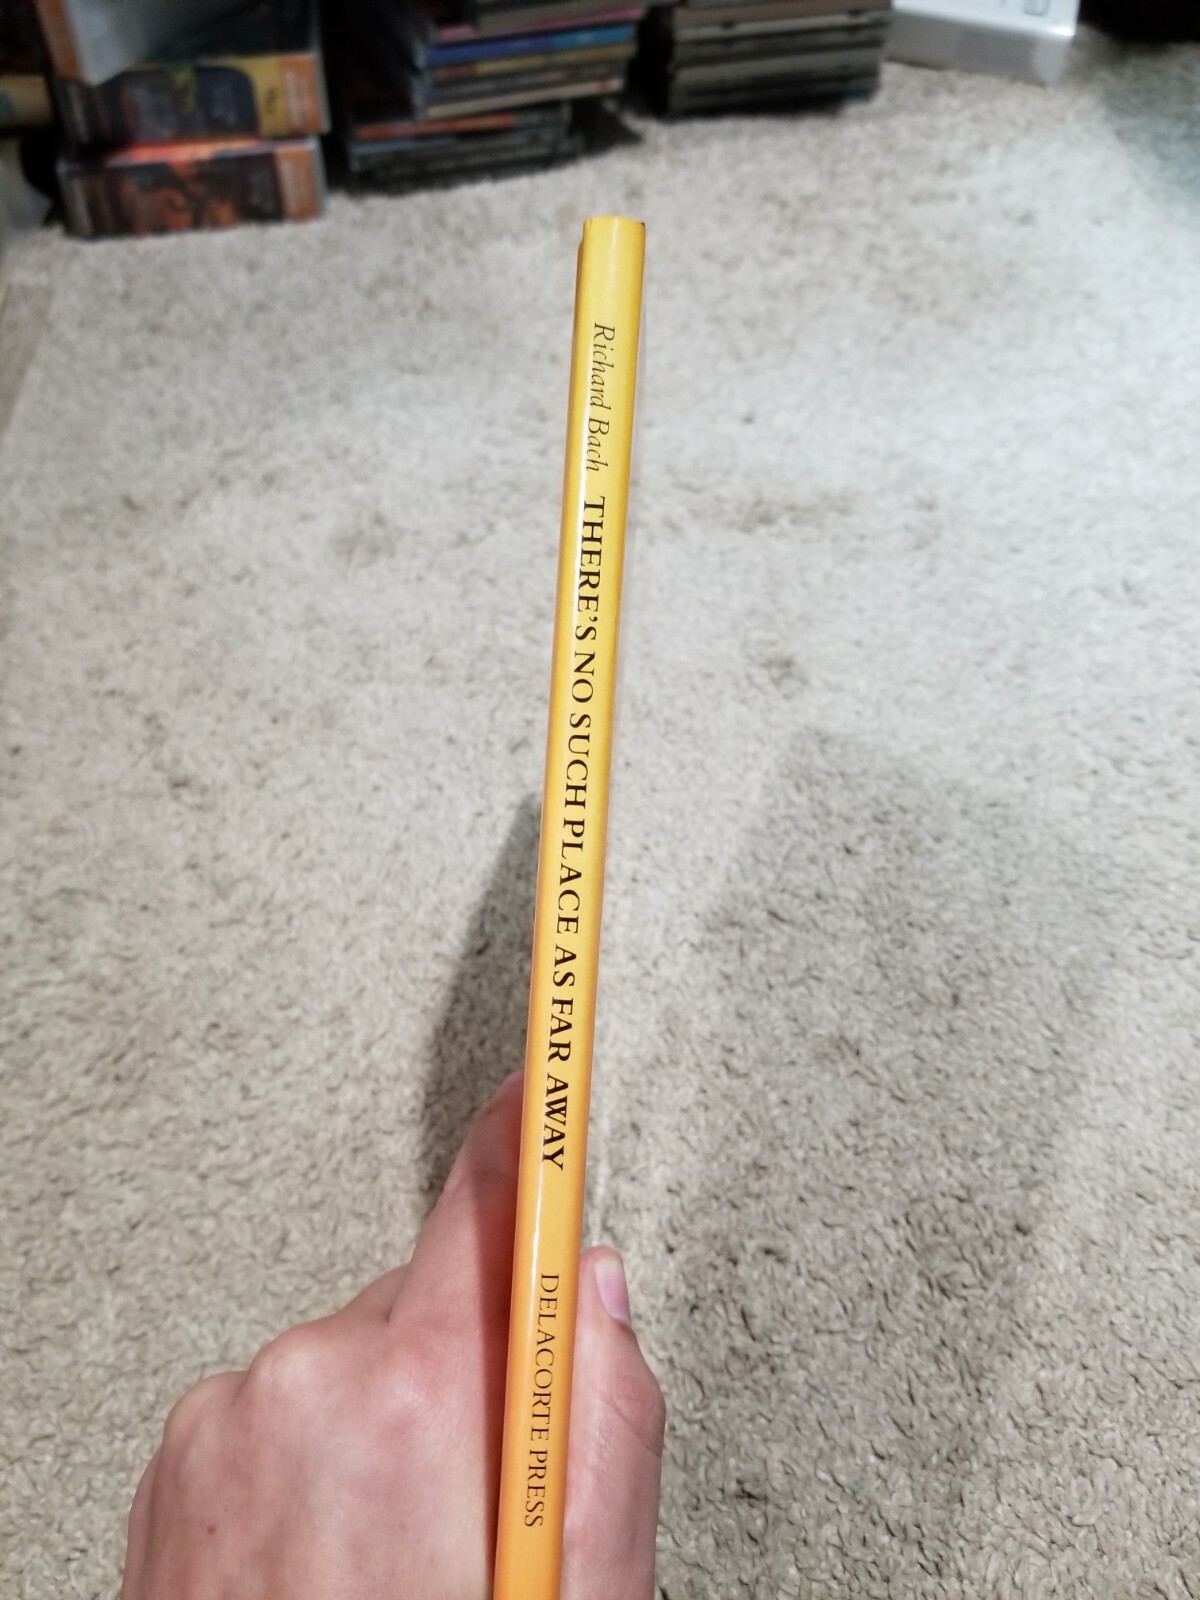 Richard Bach THERE'S NO SUCH PLACE AS FAR AWAY DELACORTE PRESS